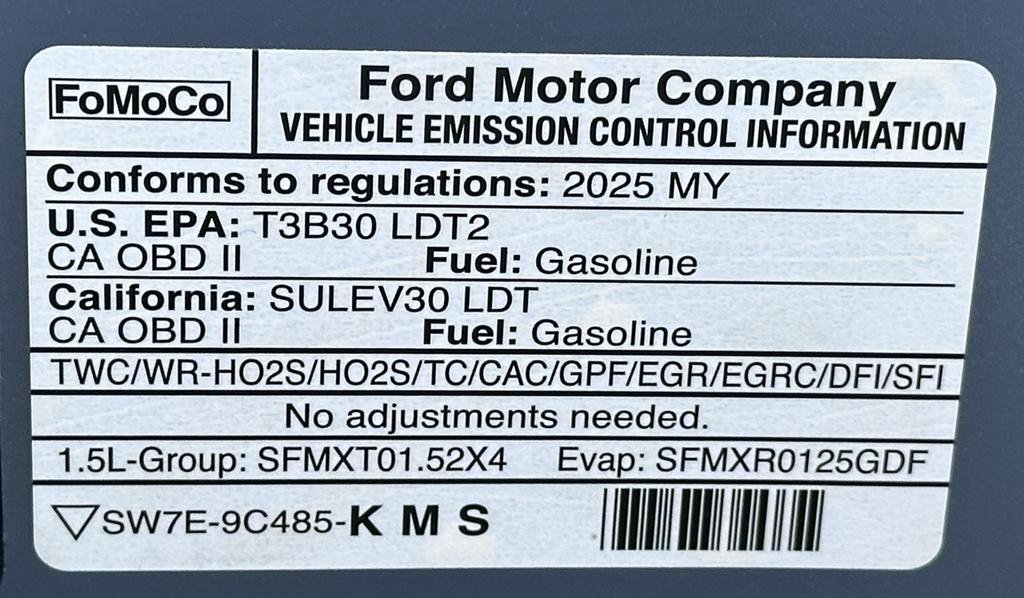 FoMoCo
Ford Motor Company
VEHICLE EMISSION CONTROL INFORMATION
Conforms to regulations: 2025 MY
U.S. EPA: T3B30 LDT2
CA OBD II Fuel: Gasoline
California: SULEV30 LDT
CA OBD II Fuel: Gasoline
TWC/WR-HO2S/HO2S/TC/CAC/GPF/EGR/EGRC/DFI/SFI
No adjustments needed.
1.5L-Group: SFMXT01.52X4 Evap: SFMXR0125GDF
SW7E-9C485-K M S